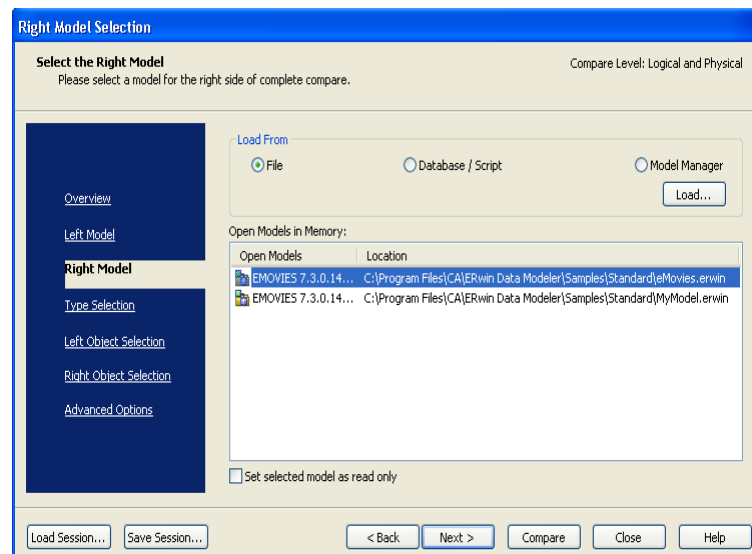 Right Model Selection
Select the Right Model
Please select a model for the right side of complete compare.
Compare Level: Logical and Physical
Overview
Left Model
Right Model
Type Selection
Left Object Selection
Right Object Selection
Advanced Options
Load From
File
Database / Script
Model Manager
Load...
Open Models in Memory:
Open Models Location
EMOVIES 7.3.0.14... C:\Program Files\CA\ERwin Data Modeler\Samples\Standard\eMovies.erwin
EMOVIES 7.3.0.14... C:\Program Files\CA\ERwin Data Modeler\Samples\Standard\MyModel.erwin
Set selected model as read only
Load Session... Save Session... < Back Next > Compare Close Help